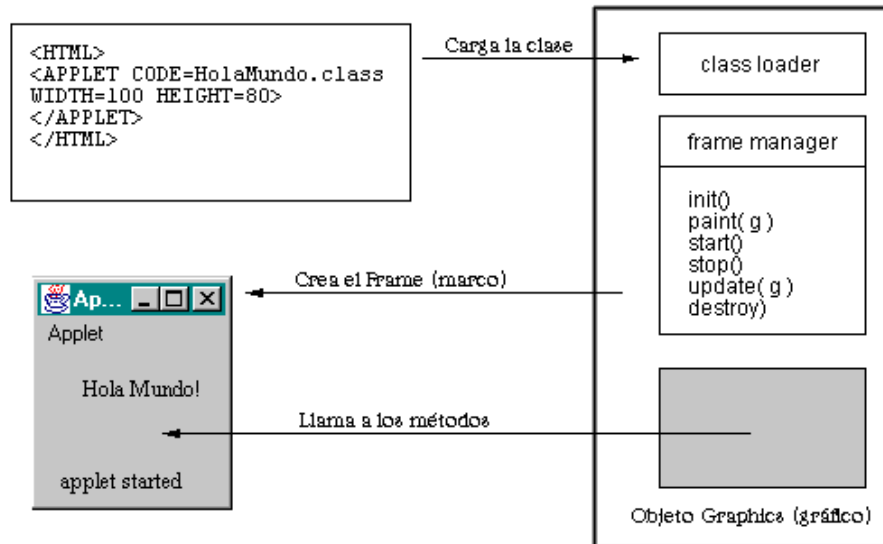 <HTML>
<APPLET CODE=HolaMundo.class
WIDTH=100 HEIGHT=80>
</APPLET>
</HTML>
Carga la clase
class loader
frame manager
init()
paint( g )
start()
stop()
update( g )
destroy)
Crea el Frame (marco)
Ap...
Applet
Hola Mundo!
applet started
Llama a los métodos
Objeto Graphics (gráfico)